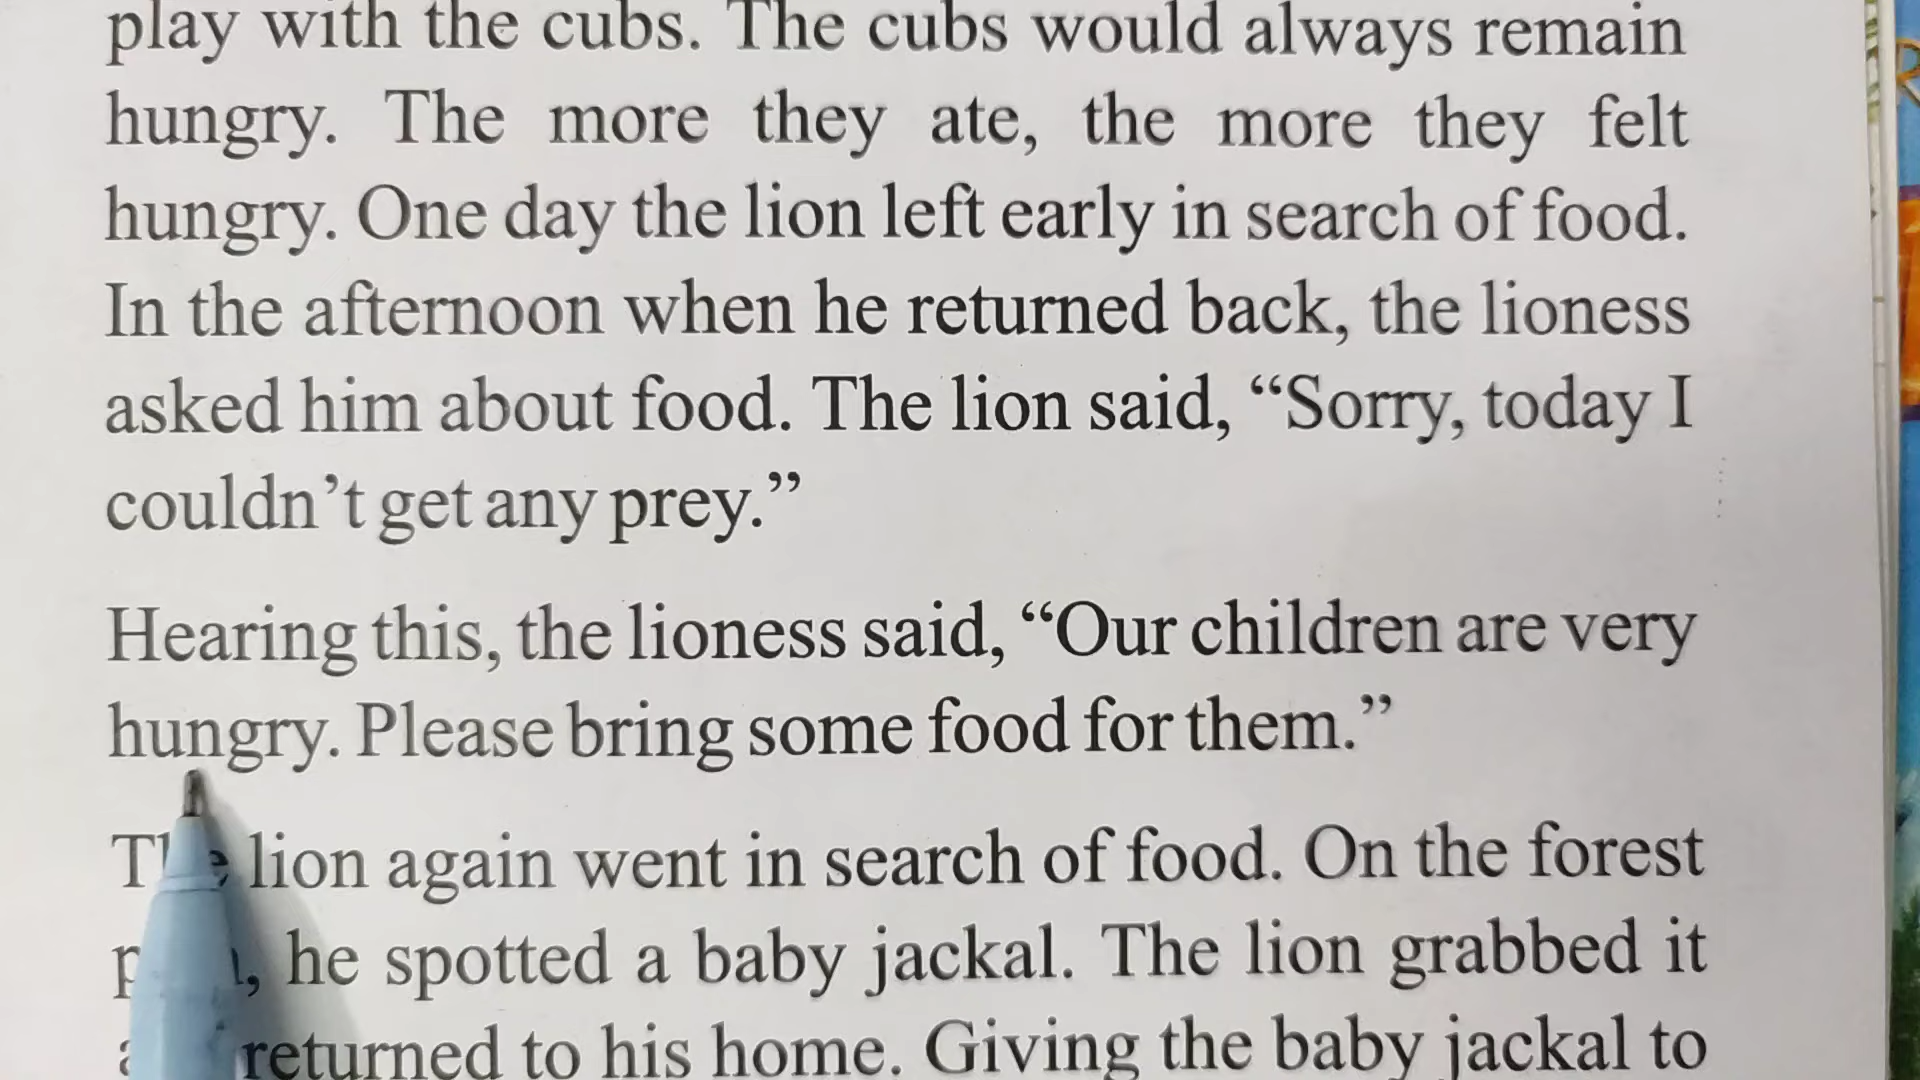 play with the cubs. The cubs would always remain
hungry. The more they ate, the more they felt
hungry. One day the lion left early in search of food.
In the afternoon when he returned back, the lioness
asked him about food. The lion said, “Sorry, today I
couldn’t get any prey.”
Hearing this, the lioness said, “Our children are very
hungry. Please bring some food for them.”
The lion again went in search of food. On the forest
he spotted a baby jackal. The lion grabbed it
returned to his home. Giving the baby jackal to